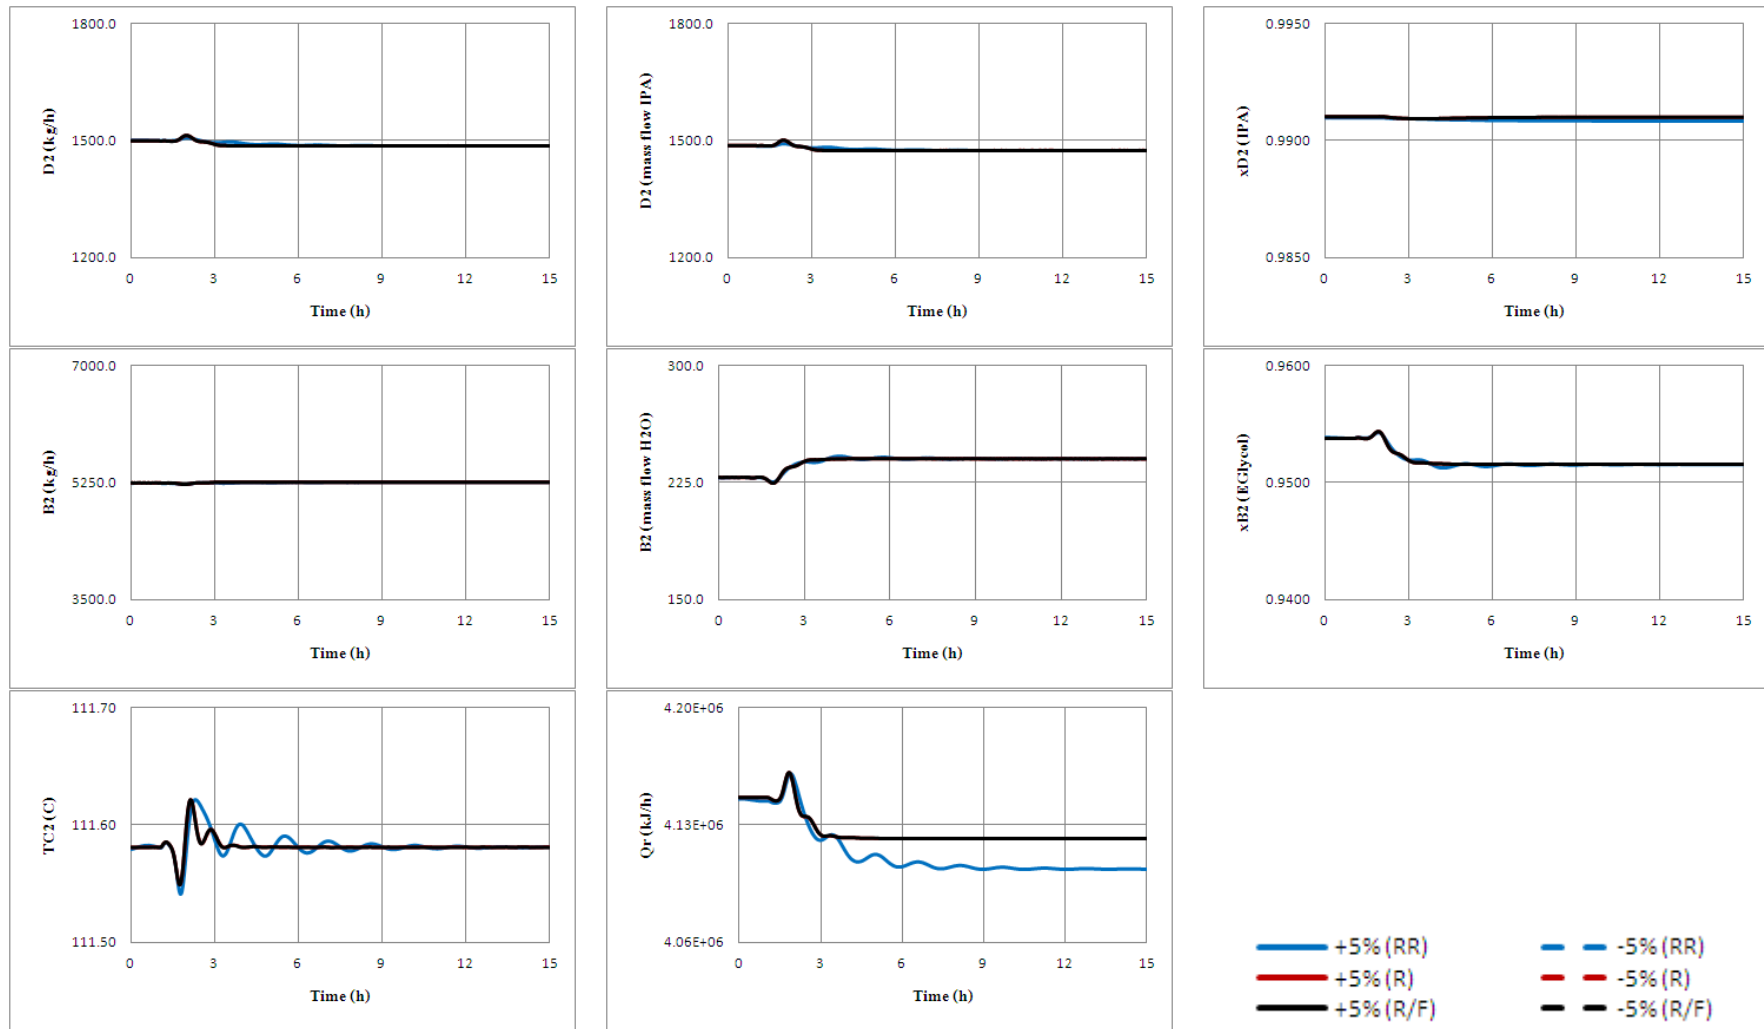 D2 (kg/h)
1800.0
1500.0
1200.0
0 3 6 9 12 15
Time (h)
D2 (mass flow IPA)
1800.0
1500.0
1200.0
0 3 6 9 12 15
Time (h)
xD2 (IPA)
0.9950
0.9900
0.9850
0 3 6 9 12 15
Time (h)
B2 (kg/h)
7000.0
5250.0
3500.0
0 3 6 9 12 15
Time (h)
B2 (mass flow H2O)
300.0
225.0
150.0
0 3 6 9 12 15
Time (h)
xB2 (EGlycol)
0.9600
0.9500
0.9400
0 3 6 9 12 15
Time (h)
TC2 (C)
111.70
111.60
111.50
0 3 6 9 12 15
Time (h)
Qr (kJ/h)
4.20E+06
4.13E+06
4.06E+06
0 3 6 9 12 15
Time (h)
+5% (RR) -5% (RR)
+5% (R) -5% (R)
+5% (R/F) -5% (R/F)